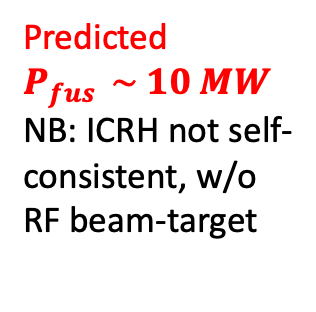 Predicted
P_fus ~ 10 MW
NB: ICRH not self-
consistent, w/o
RF beam-target